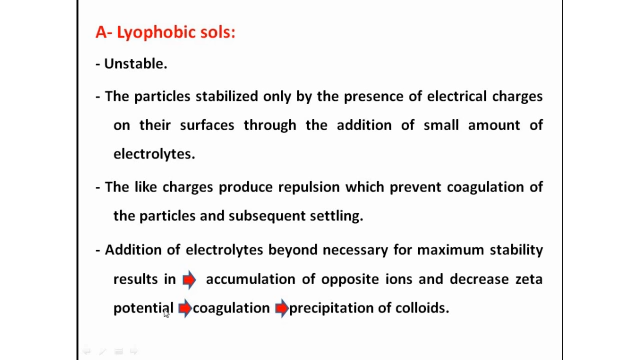 A- Lyophobic sols:
- Unstable.
- The particles stabilized only by the presence of electrical charges
on their surfaces through the addition of small amount of
electrolytes.
- The like charges produce repulsion which prevent coagulation of
the particles and subsequent settling.
- Addition of electrolytes beyond necessary for maximum stability
results in accumulation of opposite ions and decrease zeta
potential coagulation precipitation of colloids.